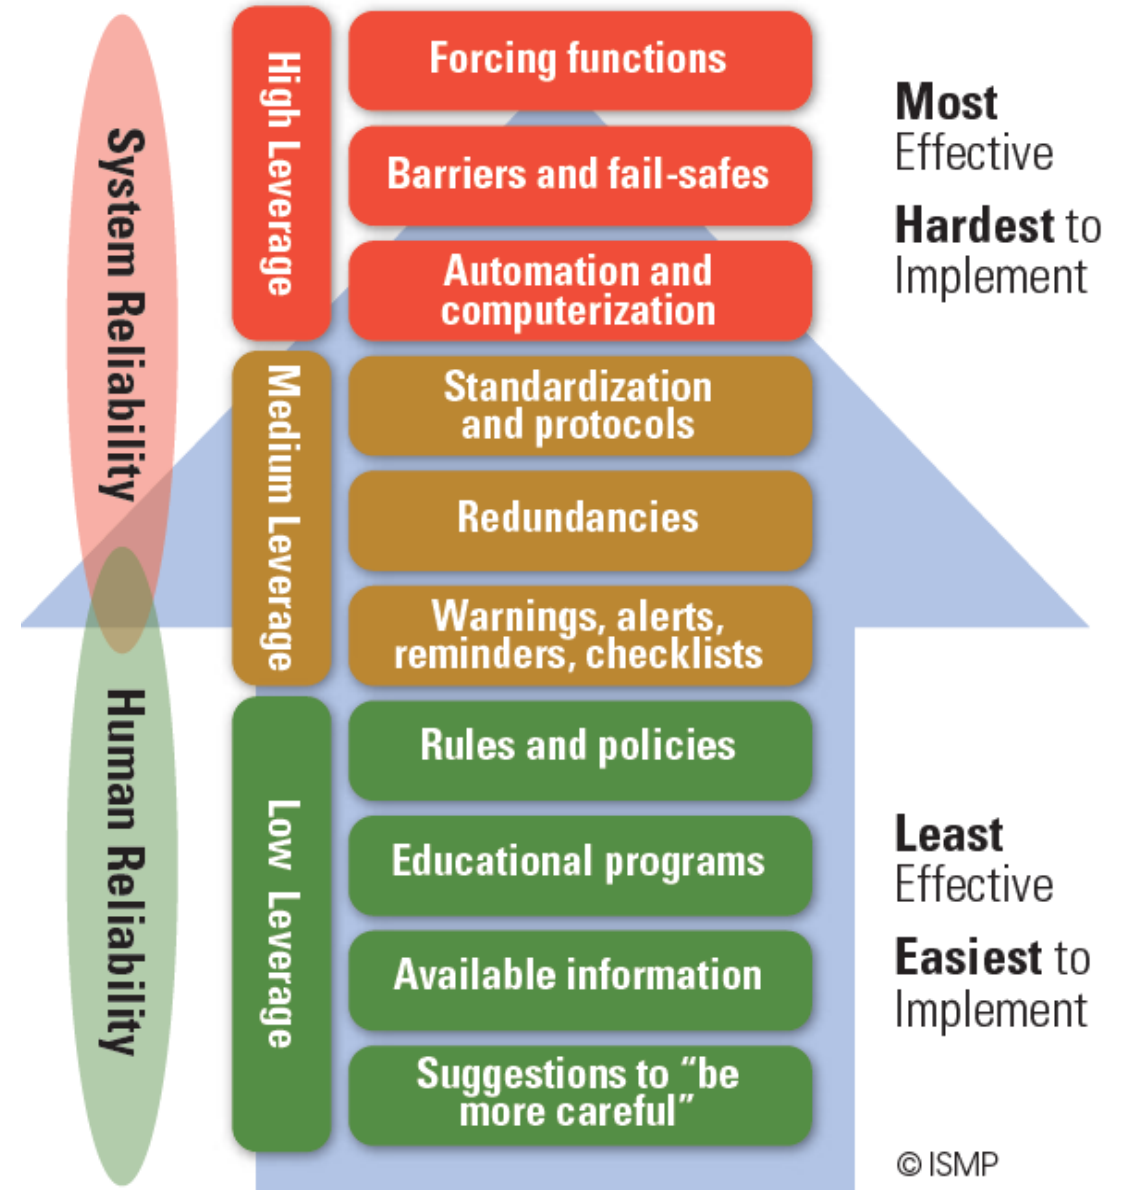 System Reliability
Human Reliability
High Leverage
Forcing functions
Barriers and fail-safes
Automation and
computerization
Medium Leverage
Standardization
and protocols
Redundancies
Warnings, alerts,
reminders, checklists
Low Leverage
Rules and policies
Educational programs
Available information
Suggestions to “be
more careful”
Most
Effective
Hardest to
Implement
Least
Effective
Easiest to
Implement
© ISMP